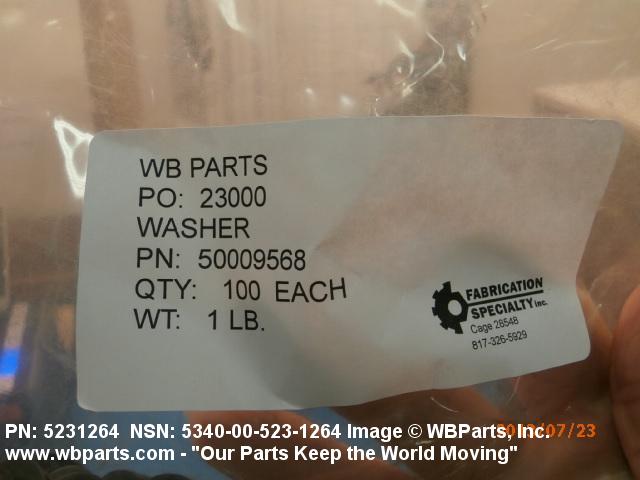 WB PARTS
PO: 23000
WASHER
PN: 50009568
QTY: 100 EACH
WT: 1 LB.
FABRICATION
SPECIALTY inc.
Cage 26548
817-326-5929
PN: 5231264 NSN: 5340-00-523-1264 Image © WBParts, Inc.
www.wbparts.com - "Our Parts Keep the World Moving"